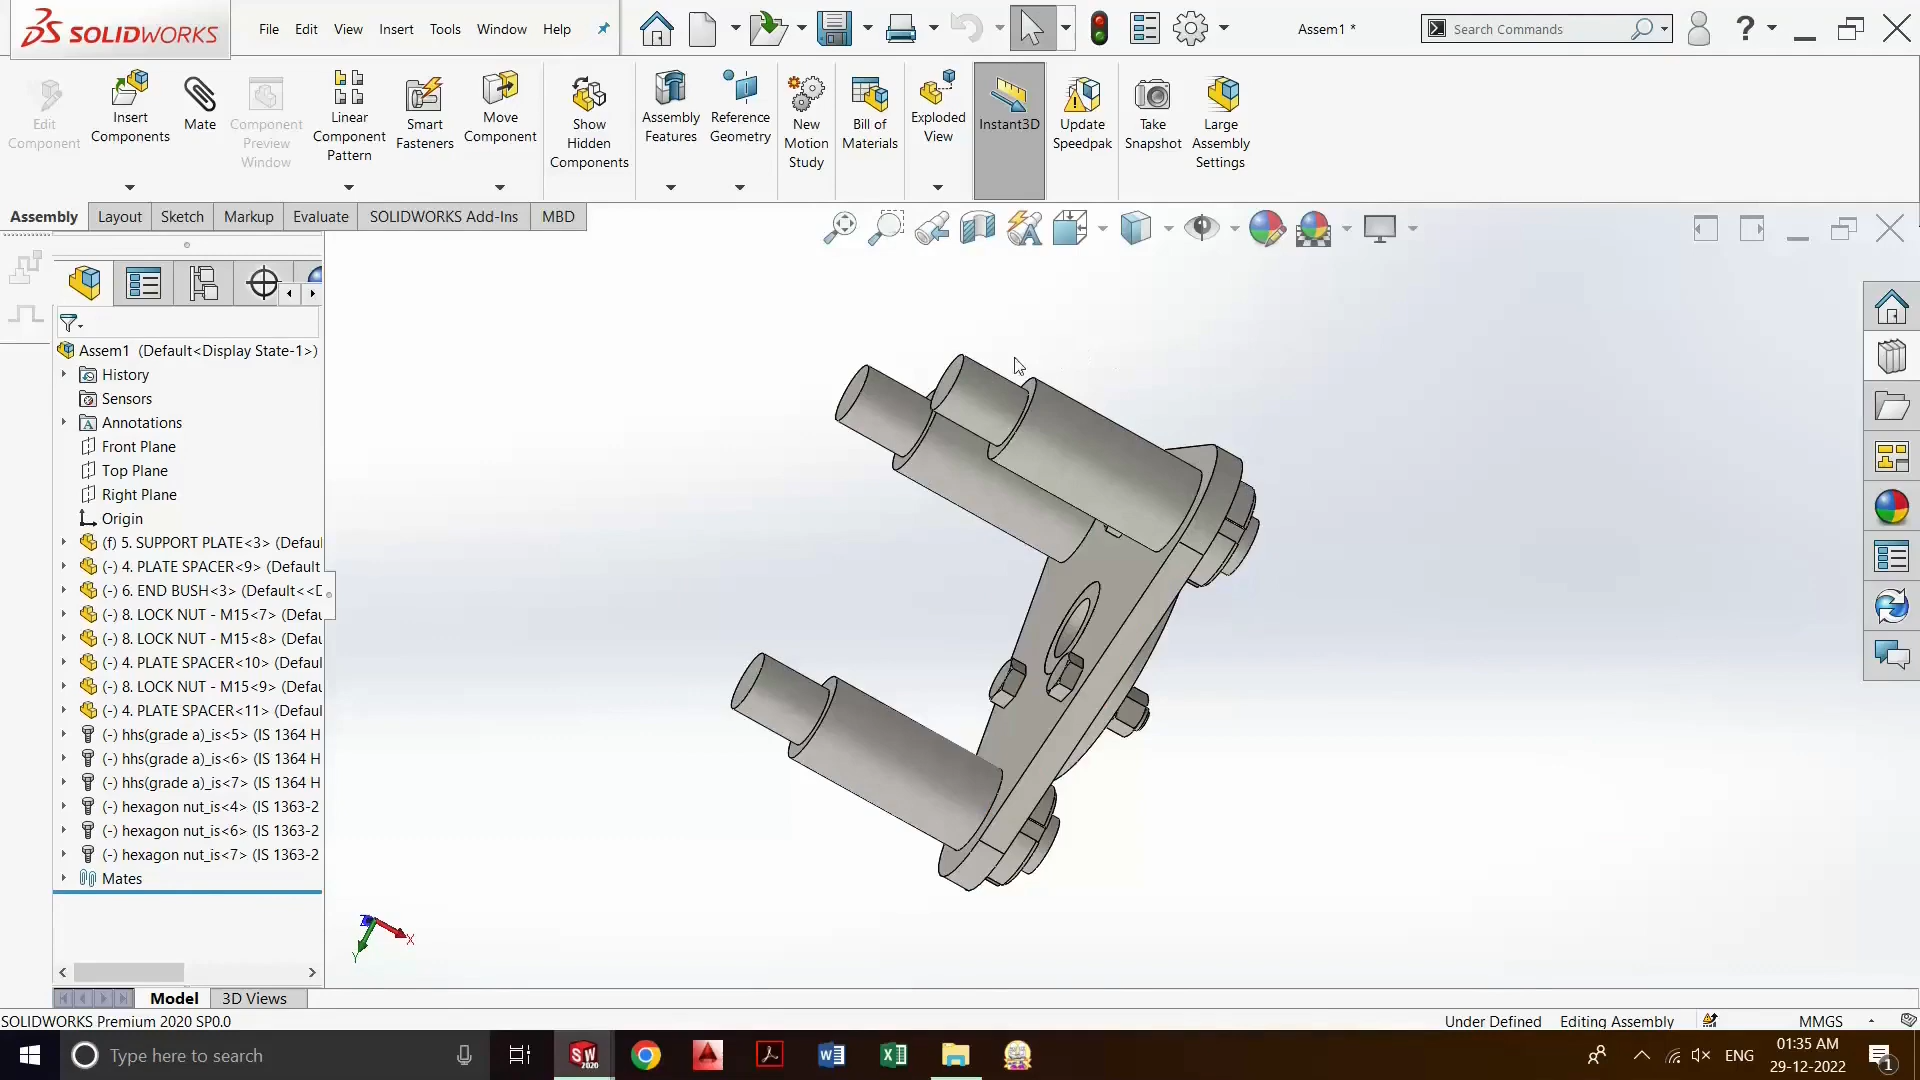 SOLIDWORKS
File Edit View Insert Tools Window Help
Assem1 *
Search Commands
Edit Component
Insert Components
Mate
Component Preview Window
Linear Component Pattern
Smart Fasteners
Move Component
Show Hidden Components
Assembly Features
Reference Geometry
New Motion Study
Bill of Materials
Exploded View
Instant3D
Update Speedpak
Take Snapshot
Large Assembly Settings
Assembly Layout Sketch Markup Evaluate SOLIDWORKS Add-Ins MBD
Assem1 (Default<Display State-1>)
History
Sensors
Annotations
Front Plane
Top Plane
Right Plane
Origin
(f) 5. SUPPORT PLATE<3> (Defaul
(-) 4. PLATE SPACER<9> (Default
(-) 6. END BUSH<3> (Default<<D
(-) 8. LOCK NUT - M15<7> (Defau
(-) 8. LOCK NUT - M15<8> (Defau
(-) 4. PLATE SPACER<10> (Defaul
(-) 8. LOCK NUT - M15<9> (Defau
(-) 4. PLATE SPACER<11> (Defaul
(-) hhs(grade a)_is<5> (IS 1364 H
(-) hhs(grade a)_is<6> (IS 1364 H
(-) hhs(grade a)_is<7> (IS 1364 H
(-) hexagon nut_is<4> (IS 1363-2
(-) hexagon nut_is<6> (IS 1363-2
(-) hexagon nut_is<7> (IS 1363-2
Mates
Z X Y
Model 3D Views
SOLIDWORKS Premium 2020 SP0.0
Under Defined Editing Assembly MMGS
Type here to search
SW 2020
ENG
01:35 AM
29-12-2022
1